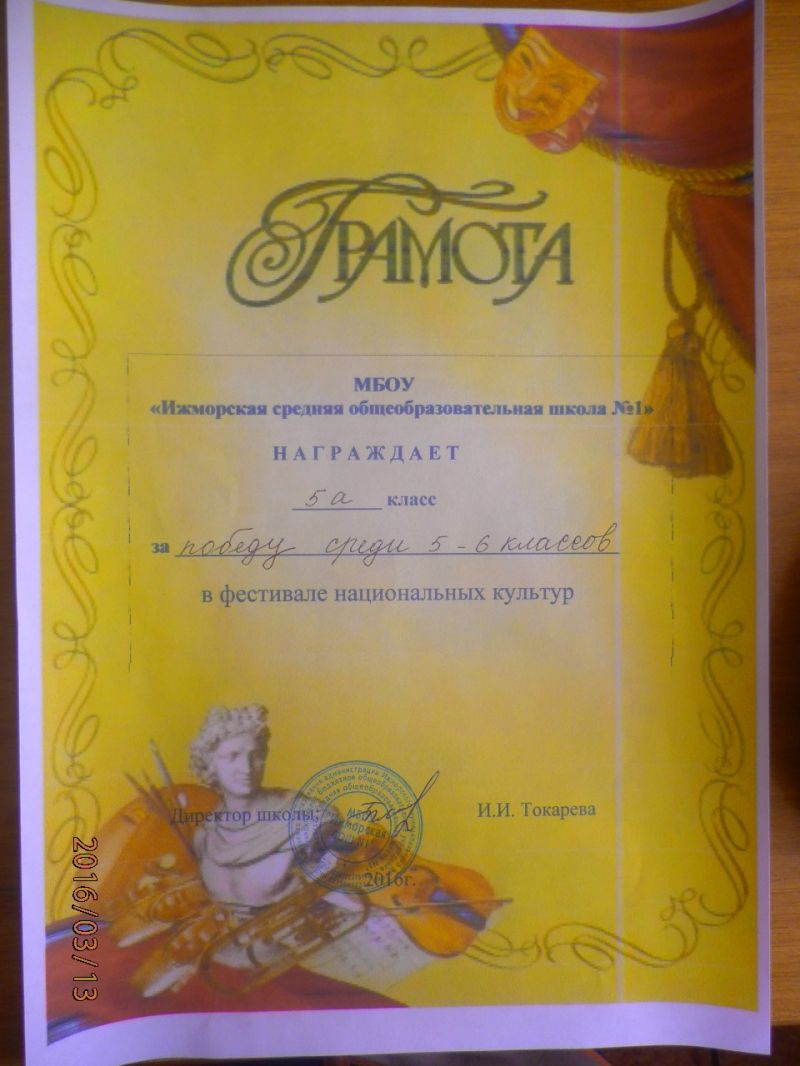 Грамота
МБОУ
«Ижморская средняя общеобразовательная школа №1»
НАГРАЖДАЕТ
5а класс
за победу среди 5-6 классов
в фестивале национальных культур
Директор школы: И.И. Токарева
2016г.
2016/03/13